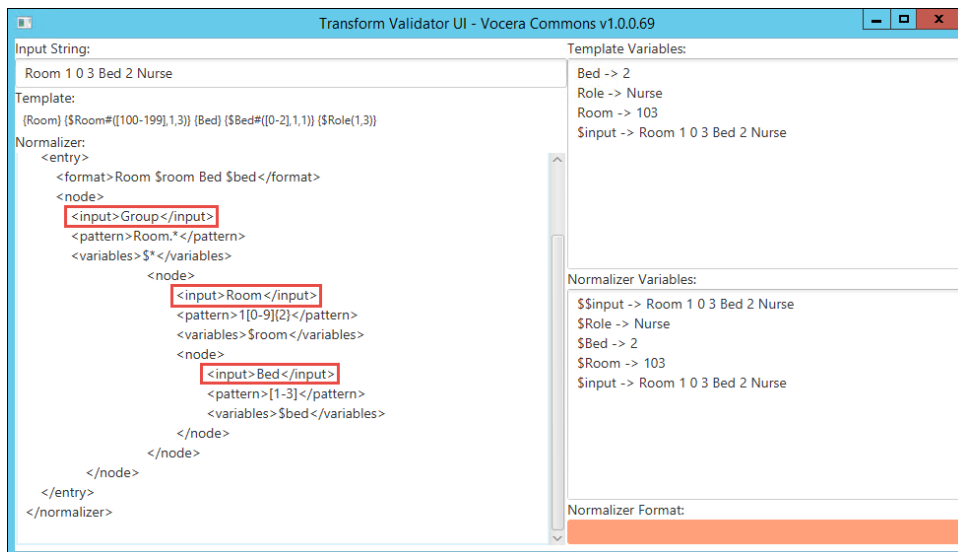 Transform Validator UI - Vocera Commons v1.0.0.69
Input String:
Room 1 0 3 Bed 2 Nurse
Template:
{Room} {$Room#([100-199],1,3)} {Bed} {$Bed#([0-2],1,1)} {$Role(1,3)}
Normalizer:
<entry>
<format>Room $room Bed $bed</format>
<node>
<input>Group</input>
<pattern>Room.*</pattern>
<variables>$*</variables>
<node>
<input>Room</input>
<pattern>1[0-9]{2}</pattern>
<variables>$room</variables>
<node>
<input>Bed</input>
<pattern>[1-3]</pattern>
<variables>$bed</variables>
</node>
</node>
</node>
</entry>
</normalizer>
Template Variables:
Bed -> 2
Role -> Nurse
Room -> 103
$input -> Room 1 0 3 Bed 2 Nurse
Normalizer Variables:
$$input -> Room 1 0 3 Bed 2 Nurse
$Role -> Nurse
$Bed -> 2
$Room -> 103
$input -> Room 1 0 3 Bed 2 Nurse
Normalizer Format: